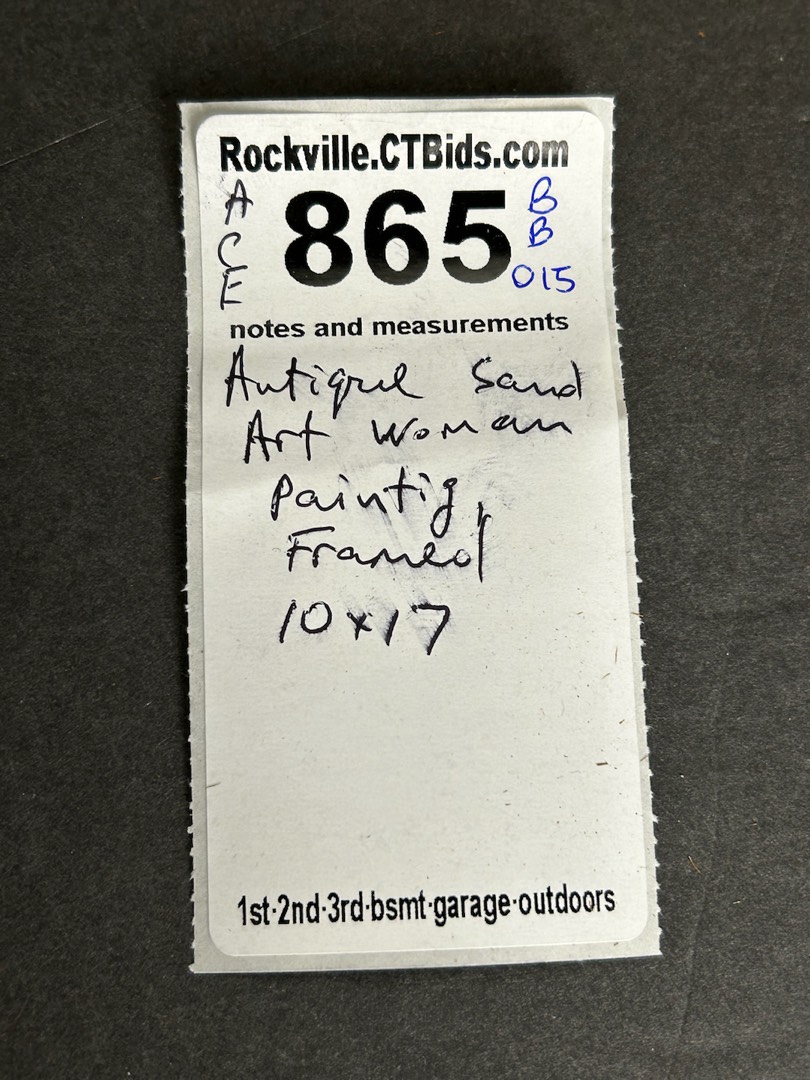 Rockville.CTBids.com
A
C
E
865
B
B
015
notes and measurements
Antique Sand
Art Woman
Paintig,
Framed
10x17
1st·2nd·3rd·bsmt·garage·outdoors